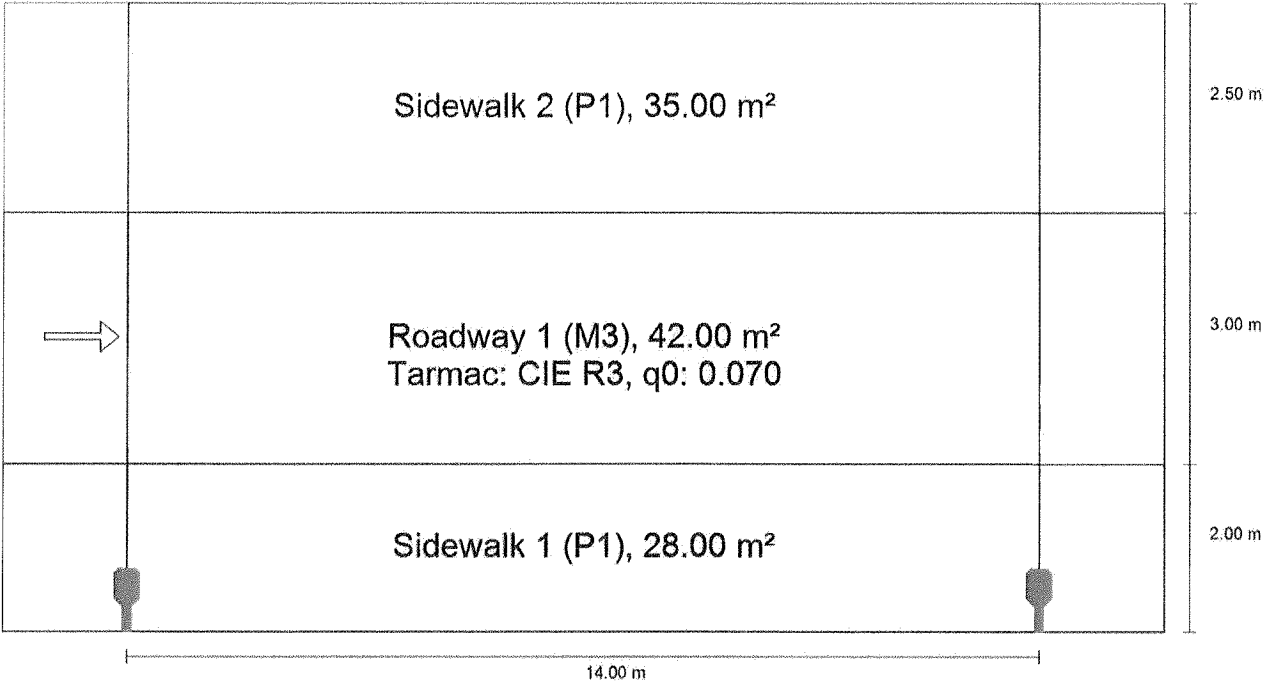 Sidewalk 2 (P1), 35.00 m²
2.50 m
Roadway 1 (M3), 42.00 m²
Tarmac: CIE R3, q0: 0.070
3.00 m
Sidewalk 1 (P1), 28.00 m²
2.00 m
14.00 m